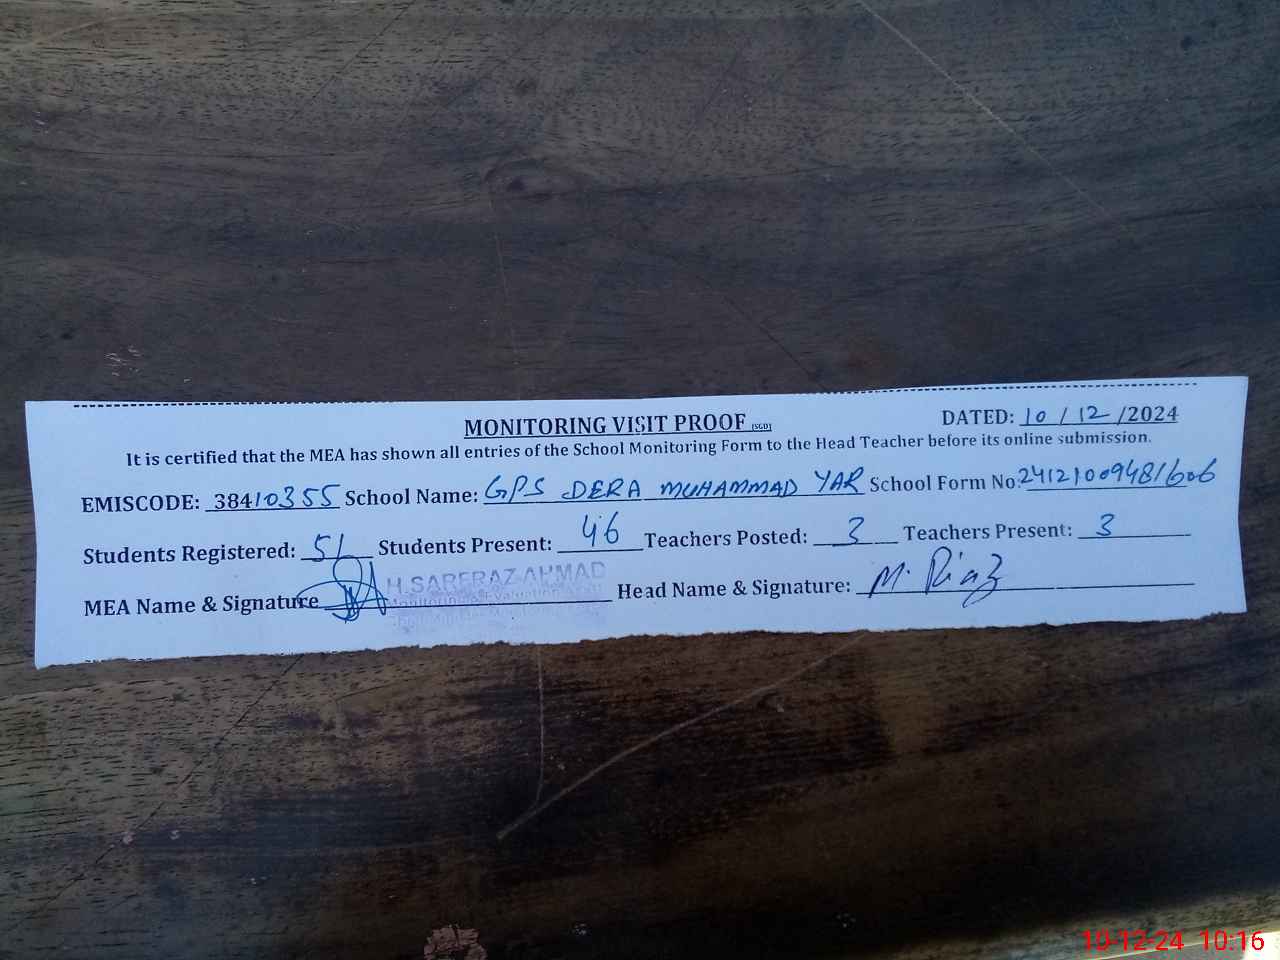 MONITORING VISIT PROOF (SGD) DATED: 10 / 12 /2024
It is certified that the MEA has shown all entries of the School Monitoring Form to the Head Teacher before its online submission.
EMISCODE: 38410355 School Name: GPS DERA MUHAMMAD YAR School Form No: 24121009481606
Students Registered: 51 Students Present: 46 Teachers Posted: 3 Teachers Present: 3
MEA Name & Signature H.SARFRAZ AHMAD Head Name & Signature: M. Riaz
Monitoring & Evaluation
10-12-24 10:16